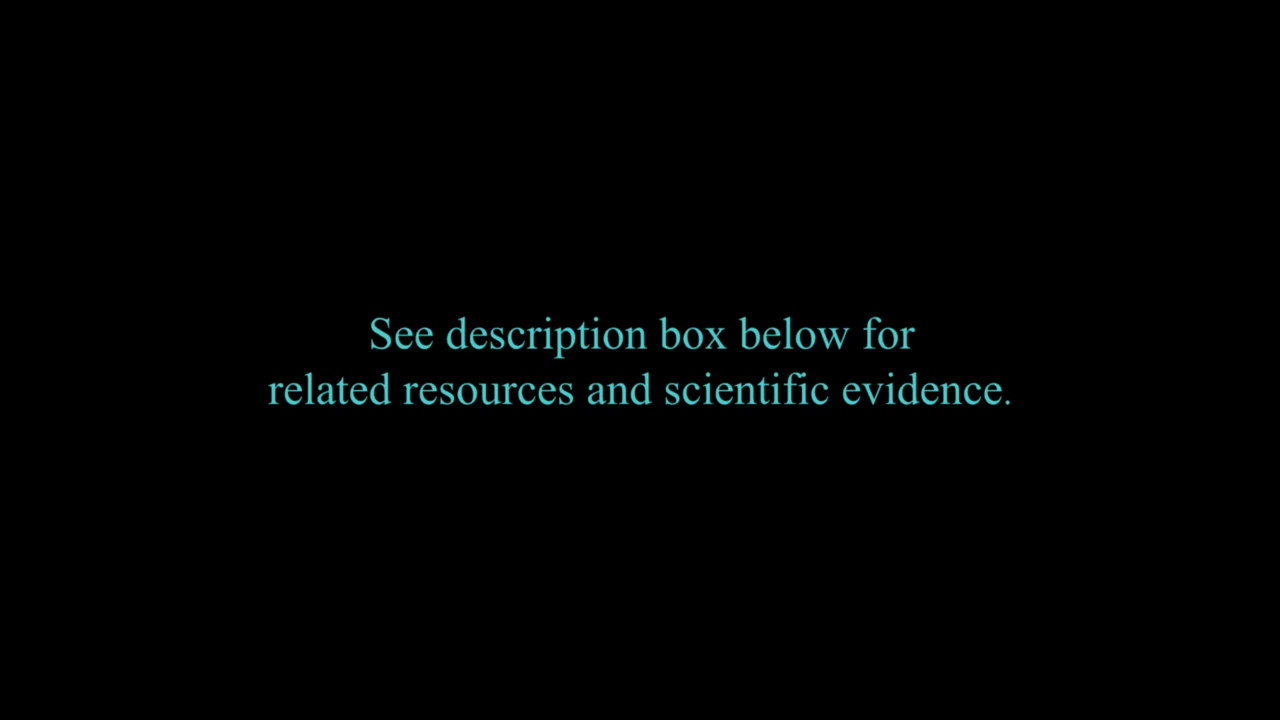 See description box below for
related resources and scientific evidence.